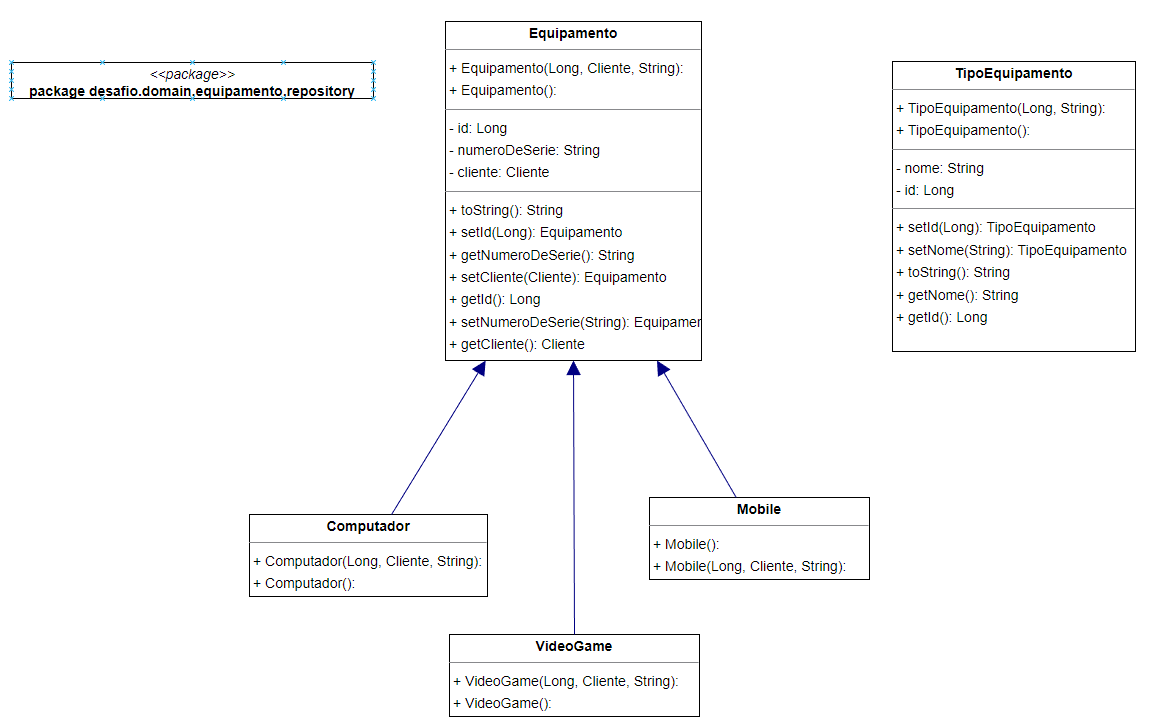 <<package>>
package desafio.domain,equipamento,repository
Equipamento
+ Equipamento(Long, Cliente, String):
+ Equipamento():
- id: Long
- numeroDeSerie: String
- cliente: Cliente
+ toString(): String
+ setId(Long): Equipamento
+ getNumeroDeSerie(): String
+ setCliente(Cliente): Equipamento
+ getId(): Long
+ setNumeroDeSerie(String): Equipamer
+ getCliente(): Cliente
TipoEquipamento
+ TipoEquipamento(Long, String):
+ TipoEquipamento():
- nome: String
- id: Long
+ setId(Long): TipoEquipamento
+ setNome(String): TipoEquipamento
+ toString(): String
+ getNome(): String
+ getId(): Long
Computador
+ Computador(Long, Cliente, String):
+ Computador():
Mobile
+ Mobile():
+ Mobile(Long, Cliente, String):
VideoGame
+ VideoGame(Long, Cliente, String):
+ VideoGame():